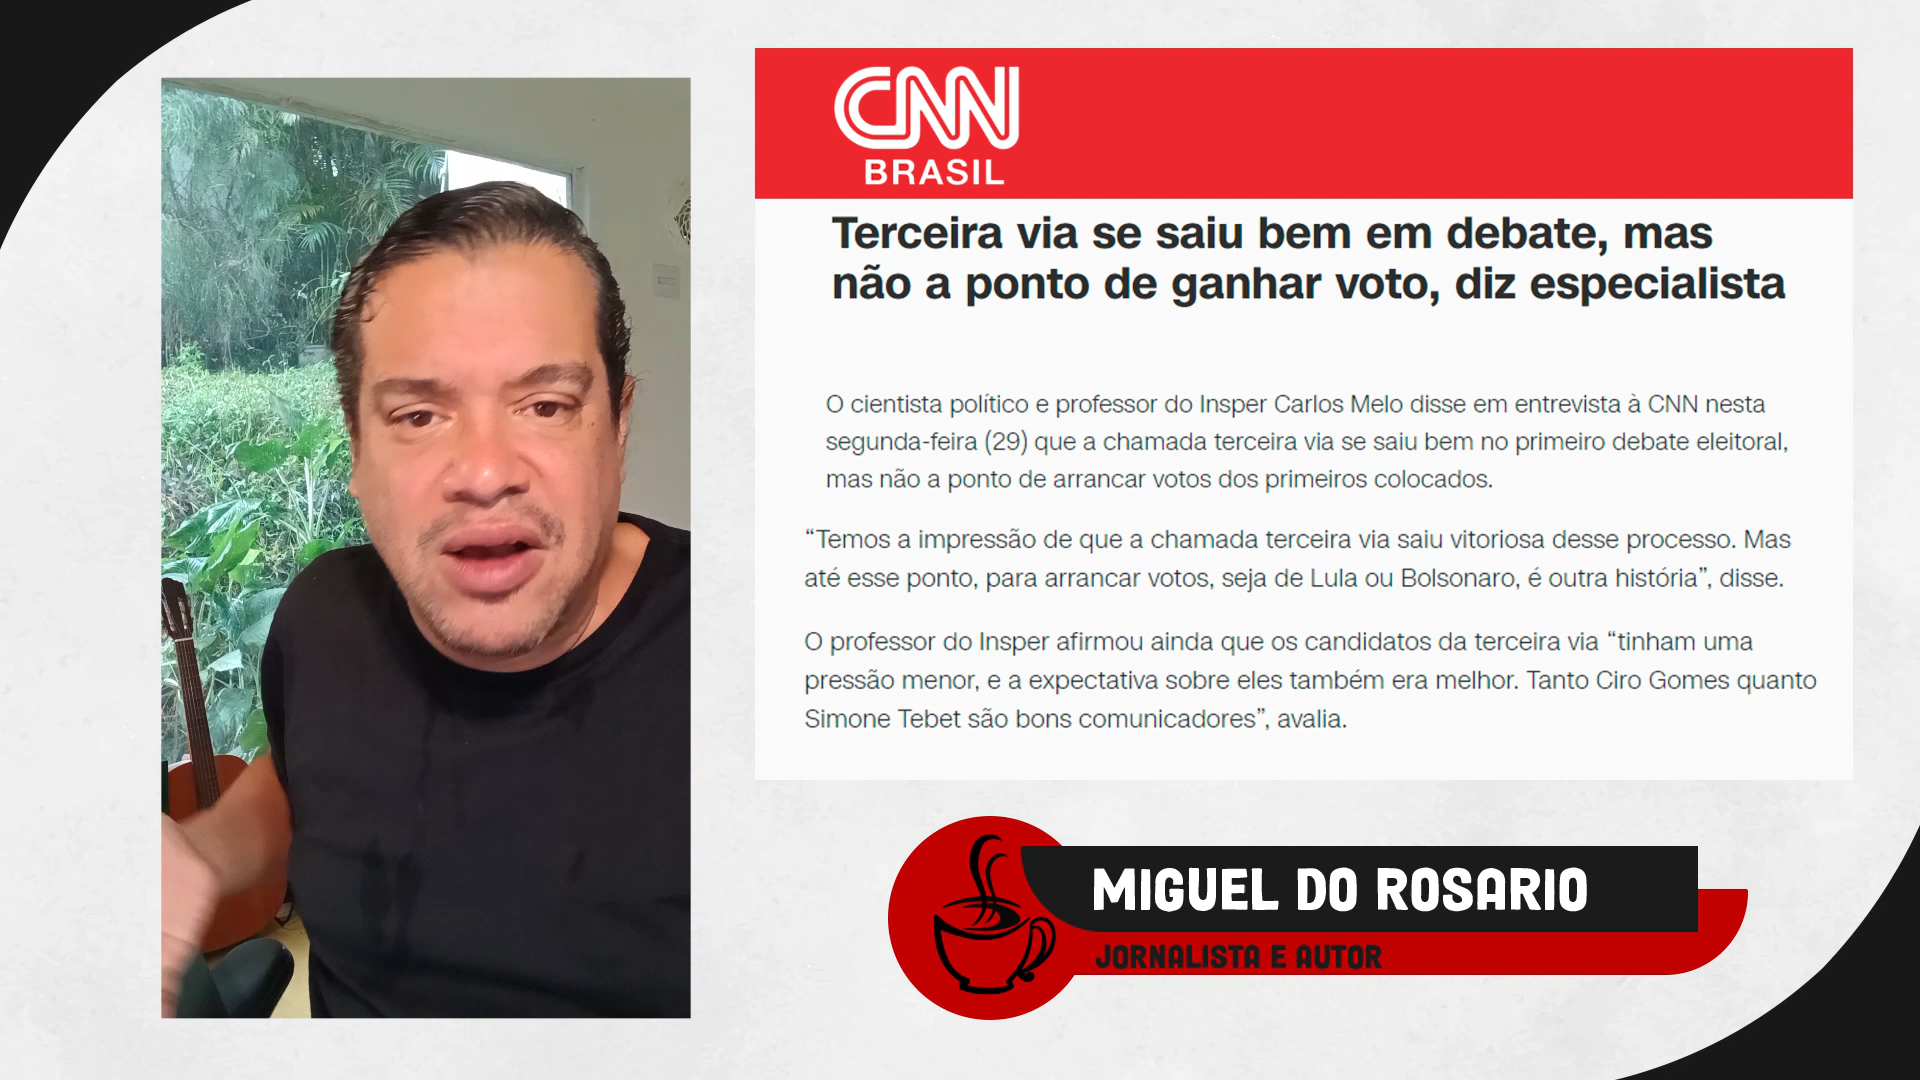 CNN
BRASIL
Terceira via se saiu bem em debate, mas
não a ponto de ganhar voto, diz especialista
O cientista político e professor do Insper Carlos Melo disse em entrevista à CNN nesta
segunda-feira (29) que a chamada terceira via se saiu bem no primeiro debate eleitoral,
mas não a ponto de arrancar votos dos primeiros colocados.
“Temos a impressão de que a chamada terceira via saiu vitoriosa desse processo. Mas
até esse ponto, para arrancar votos, seja de Lula ou Bolsonaro, é outra história”, disse.
O professor do Insper afirmou ainda que os candidatos da terceira via “tinham uma
pressão menor, e a expectativa sobre eles também era melhor. Tanto Ciro Gomes quanto
Simone Tebet são bons comunicadores”, avalia.
MIGUEL DO ROSARIO
JORNALISTA E AUTOR